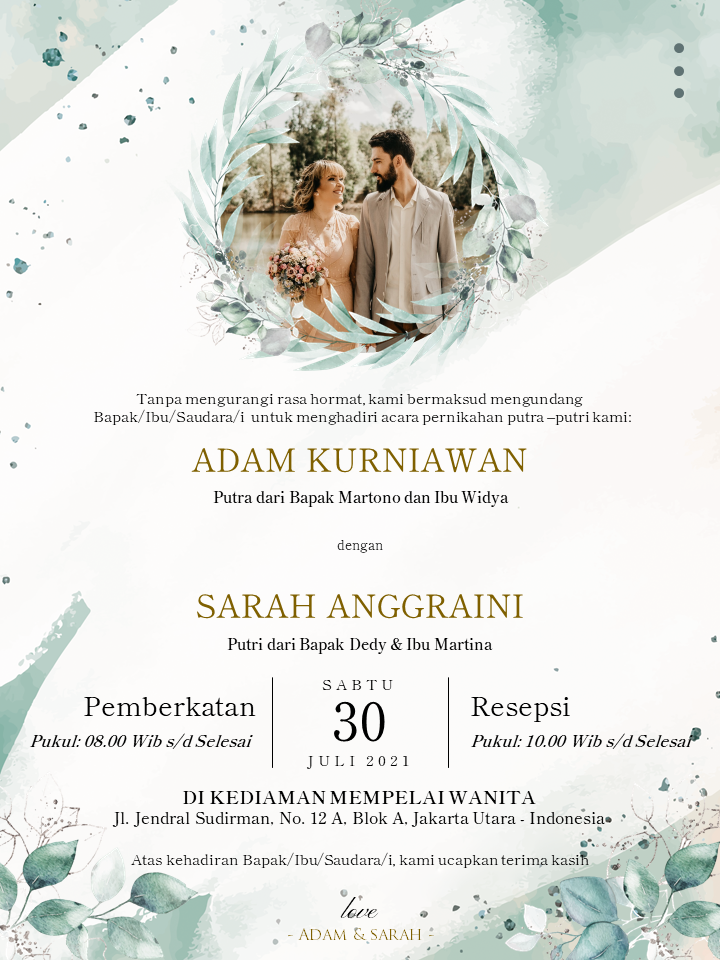 Tanpa mengurangi rasa hormat, kami bermaksud mengundang
Bapak/Ibu/Saudara/i untuk menghadiri acara pernikahan putra –putri kami:
ADAM KURNIAWAN
Putra dari Bapak Martono dan Ibu Widya
dengan
SARAH ANGGRAINI
Putri dari Bapak Dedy & Ibu Martina
Pemberkatan
Pukul: 08.00 Wib s/d Selesai
SABTU
30
JULI 2021
Resepsi
Pukul: 10.00 Wib s/d Selesai
DI KEDIAMAN MEMPELAI WANITA
Jl. Jendral Sudirman, No. 12 A, Blok A, Jakarta Utara - Indonesia
Atas kehadiran Bapak/Ibu/Saudara/i, kami ucapkan terima kasih
love
- ADAM & SARAH -